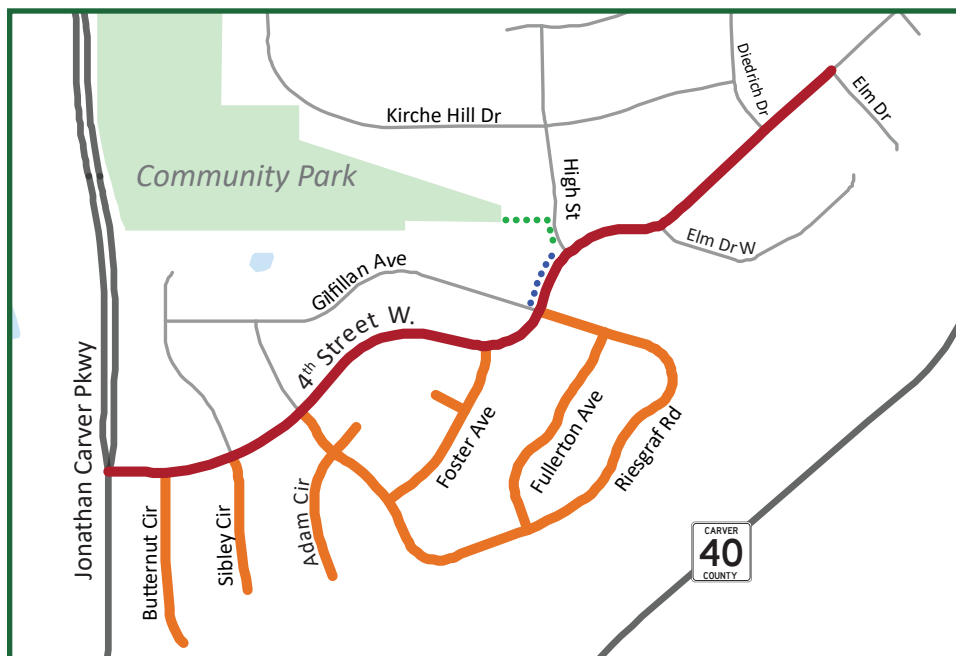 Diedrich Dr
Elm Dr
Kirche Hill Dr
Community Park
High St
Elm Dr W
Gilfillan Ave
4th Street W.
Jonathan Carver Pkwy
Foster Ave
Fullerton Ave
Riesgraf Rd
Adam Cir
Sibley Cir
Butternut Cir
CARVER
40
COUNTY